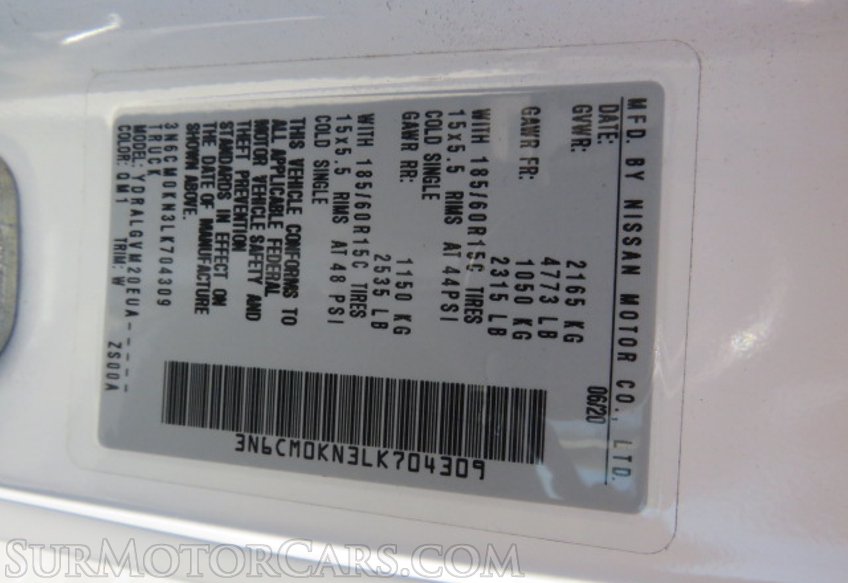 MFD. BY NISSAN MOTOR CO., LTD.
DATE: 06/20
GVWR: 2165 KG
4773 LB
GAWR FR: 1050 KG
2315 LB
WITH 185/60R15C TIRES
15x5.5 RIMS AT 44PSI
COLD SINGLE
GAWR RR: 1150 KG
2535 LB
WITH 185/60R15C TIRES
15x5.5 RIMS AT 48 PSI
COLD SINGLE
THIS VEHICLE CONFORMS TO
ALL APPLICABLE FEDERAL
MOTOR VEHICLE SAFETY AND
THEFT PREVENTION
STANDARDS IN EFFECT ON
THE DATE OF MANUFACTURE
SHOWN ABOVE.
3N6CM0KN3LK704309
TRUCK
MODEL: YDRALGVM20EUA-----
COLOR: QM1 TRIM: W ZS00A
3N6CM0KN3LK704309
SURMOTORCARS.COM